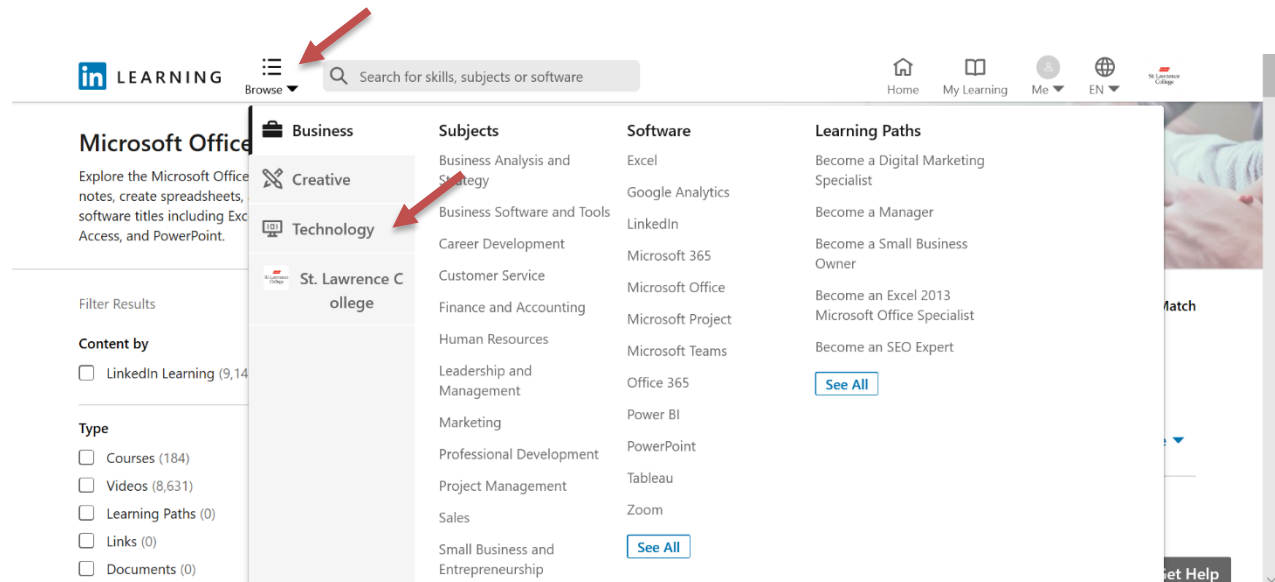 in LEARNING
Browse
Search for skills, subjects or software
Home
My Learning
Me
EN
St. Lawrence
College
Microsoft Office
Explore the Microsoft Office
notes, create spreadsheets,
software titles including Exc
Access, and PowerPoint.
Filter Results
Content by
LinkedIn Learning (9,14
Type
Courses (184)
Videos (8,631)
Learning Paths (0)
Links (0)
Documents (0)
Business
Creative
Technology
St. Lawrence C
ollege
Subjects
Business Analysis and
Strategy
Business Software and Tools
Career Development
Customer Service
Finance and Accounting
Human Resources
Leadership and
Management
Marketing
Professional Development
Project Management
Sales
Small Business and
Entrepreneurship
Software
Excel
Google Analytics
LinkedIn
Microsoft 365
Microsoft Office
Microsoft Project
Microsoft Teams
Office 365
Power BI
PowerPoint
Tableau
Zoom
See All
Learning Paths
Become a Digital Marketing
Specialist
Become a Manager
Become a Small Business
Owner
Become an Excel 2013
Microsoft Office Specialist
Become an SEO Expert
See All
Match
Get Help